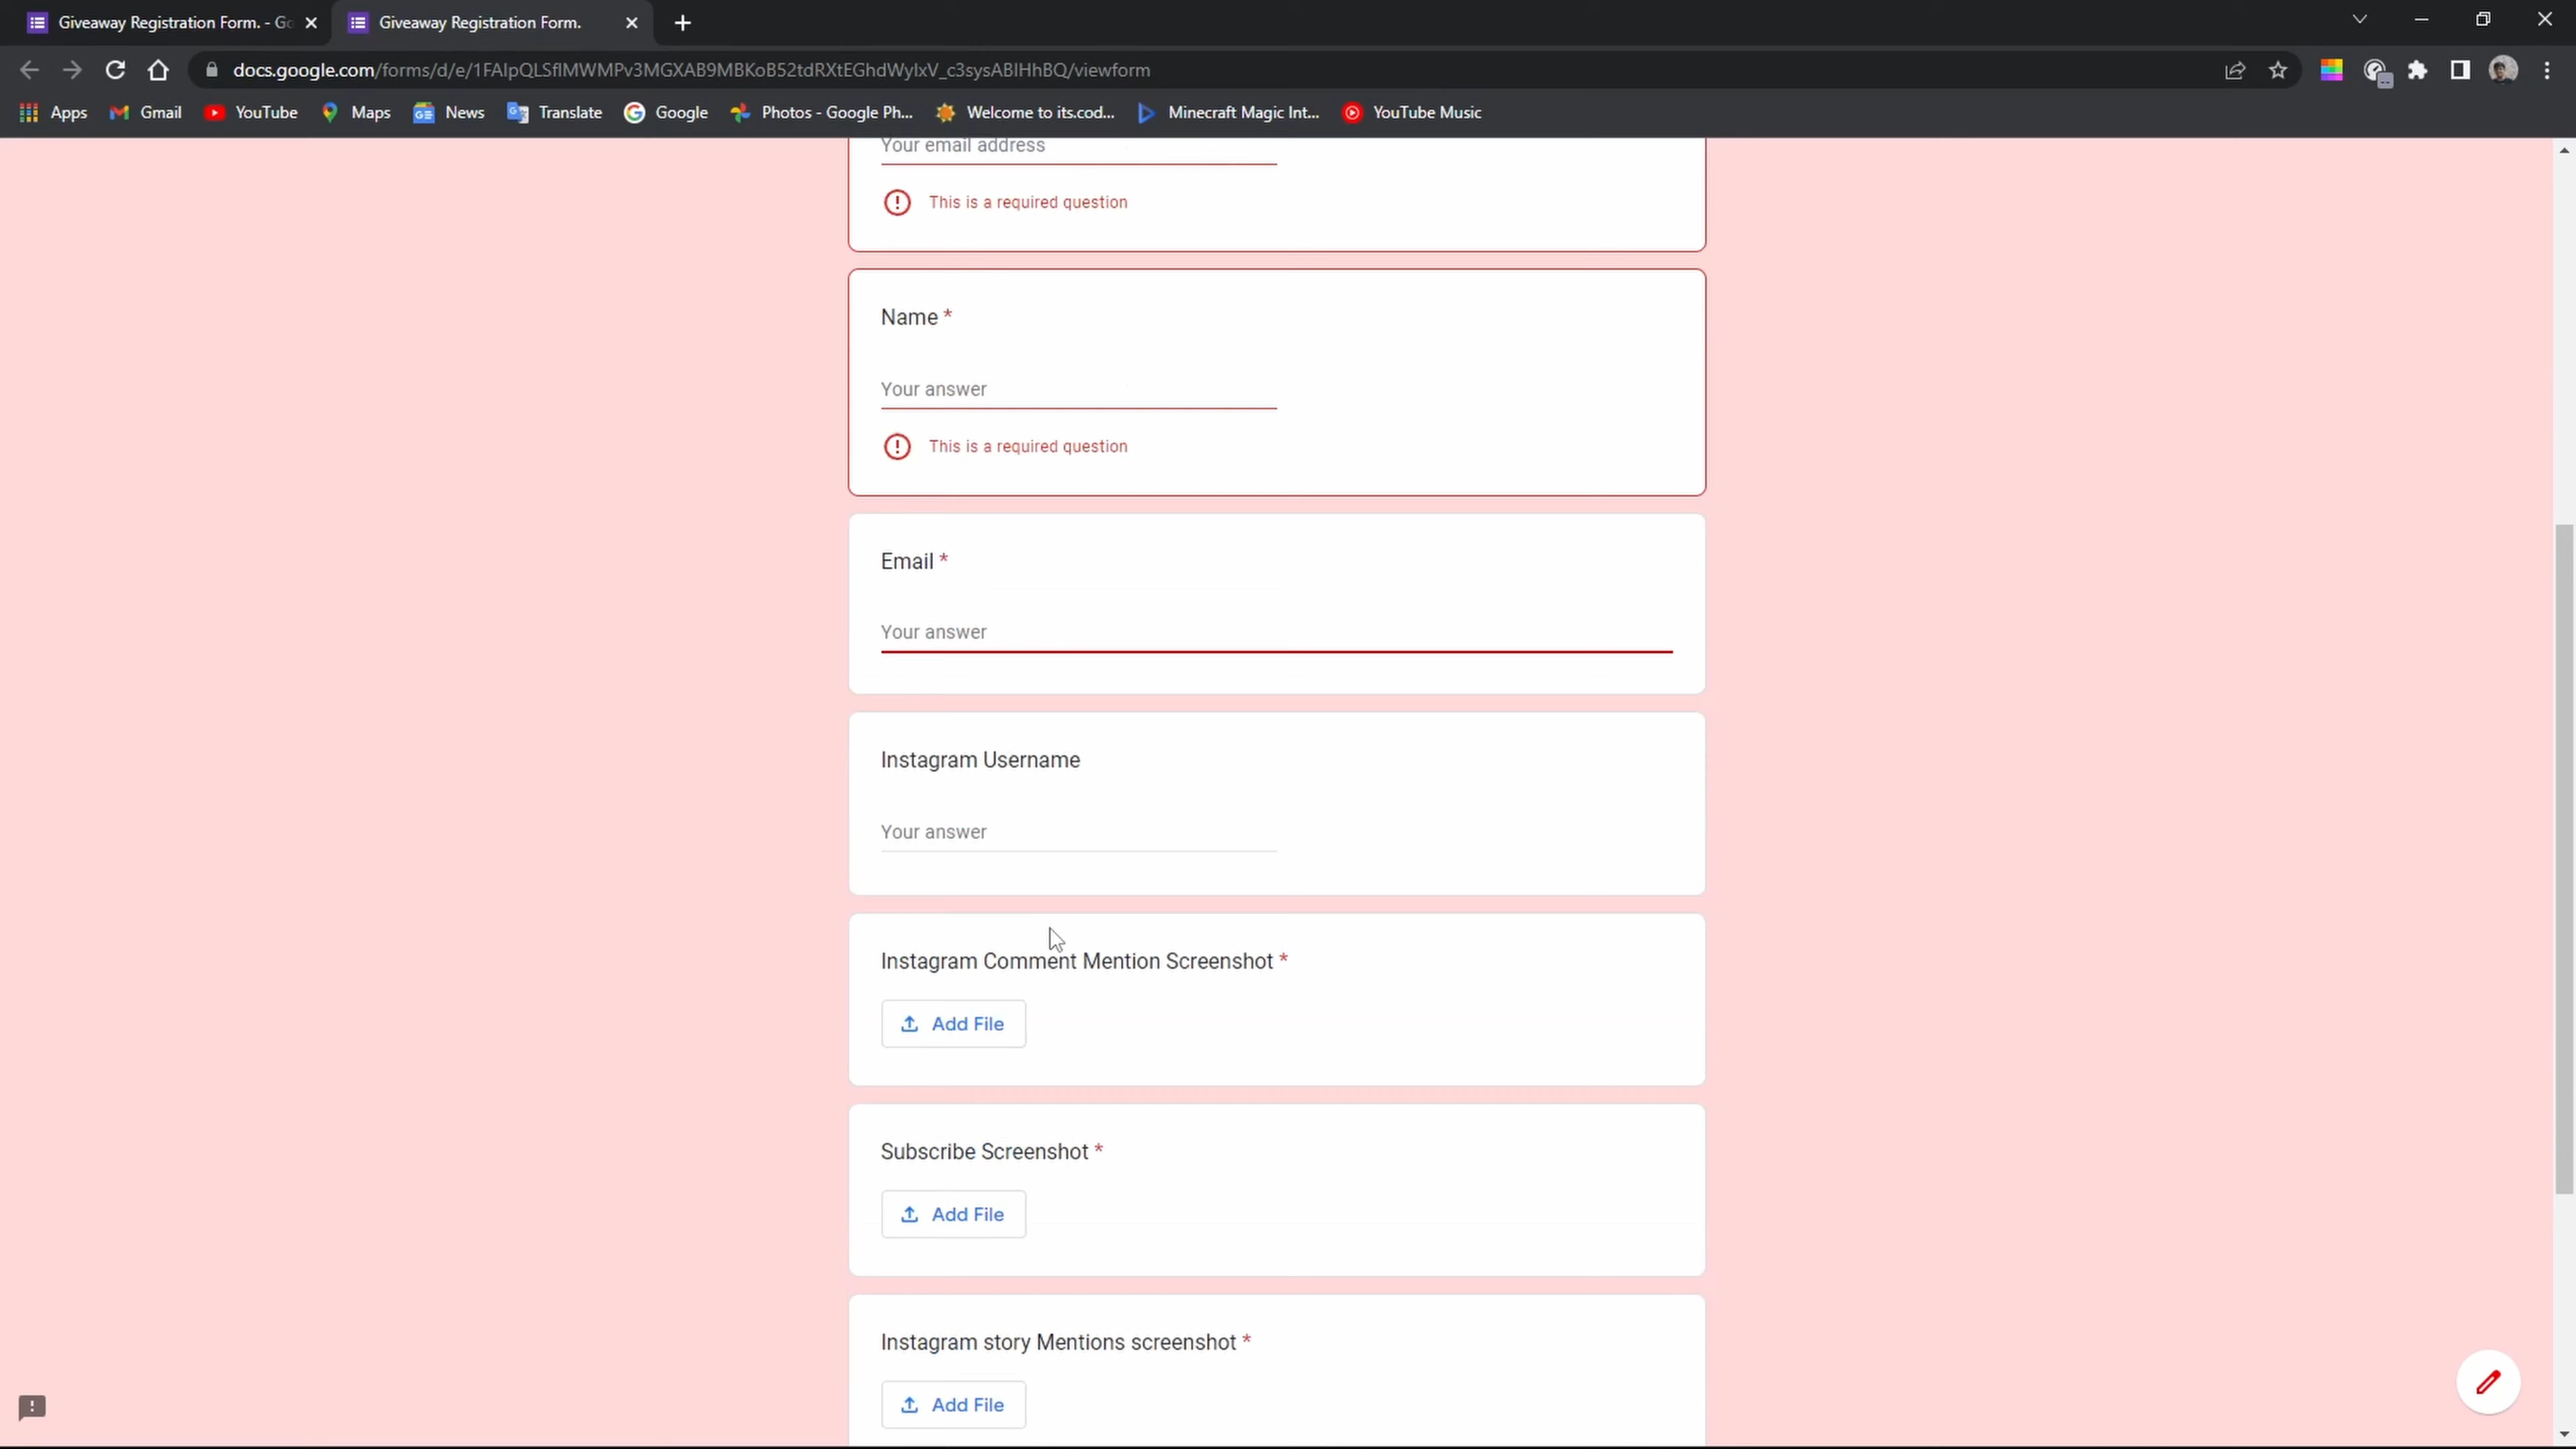 Giveaway Registration Form. - Go
Giveaway Registration Form.
docs.google.com/forms/d/e/1FAIpQLSflMWMPv3MGXAB9MBKoB52tdRXtEGhdWylxV_c3sysABIHhBQ/viewform
Apps
Gmail
YouTube
Maps
News
Translate
Google
Photos - Google Ph...
Welcome to its.cod...
Minecraft Magic Int...
YouTube Music
Your email address
This is a required question
Name *
Your answer
This is a required question
Email *
Your answer
Instagram Username
Your answer
Instagram Comment Mention Screenshot *
Add File
Subscribe Screenshot *
Add File
Instagram story Mentions screenshot *
Add File